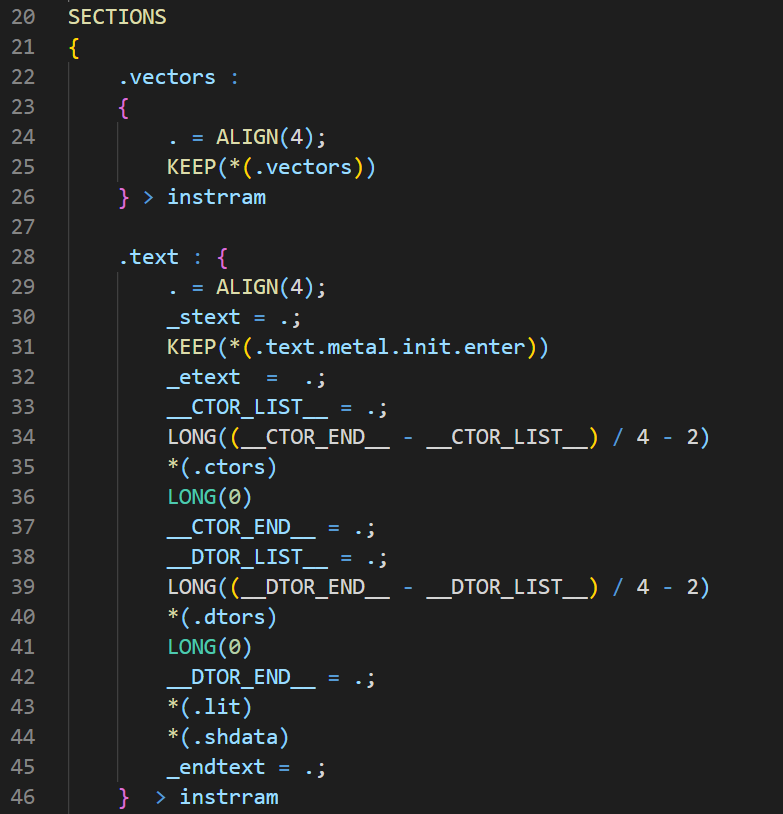 20 SECTIONS
21 {
22     .vectors :
23     {
24         . = ALIGN(4);
25         KEEP(*(.vectors))
26     } > instrram
27
28     .text : {
29         . = ALIGN(4);
30         _stext = .;
31         KEEP(*(.text.metal.init.enter))
32         _etext  =  .;
33         __CTOR_LIST__ = .;
34         LONG((__CTOR_END__ - __CTOR_LIST__) / 4 - 2)
35         *(.ctors)
36         LONG(0)
37         __CTOR_END__ = .;
38         __DTOR_LIST__ = .;
39         LONG((__DTOR_END__ - __DTOR_LIST__) / 4 - 2)
40         *(.dtors)
41         LONG(0)
42         __DTOR_END__ = .;
43         *(.lit)
44         *(.shdata)
45         _endtext = .;
46     }  > instrram